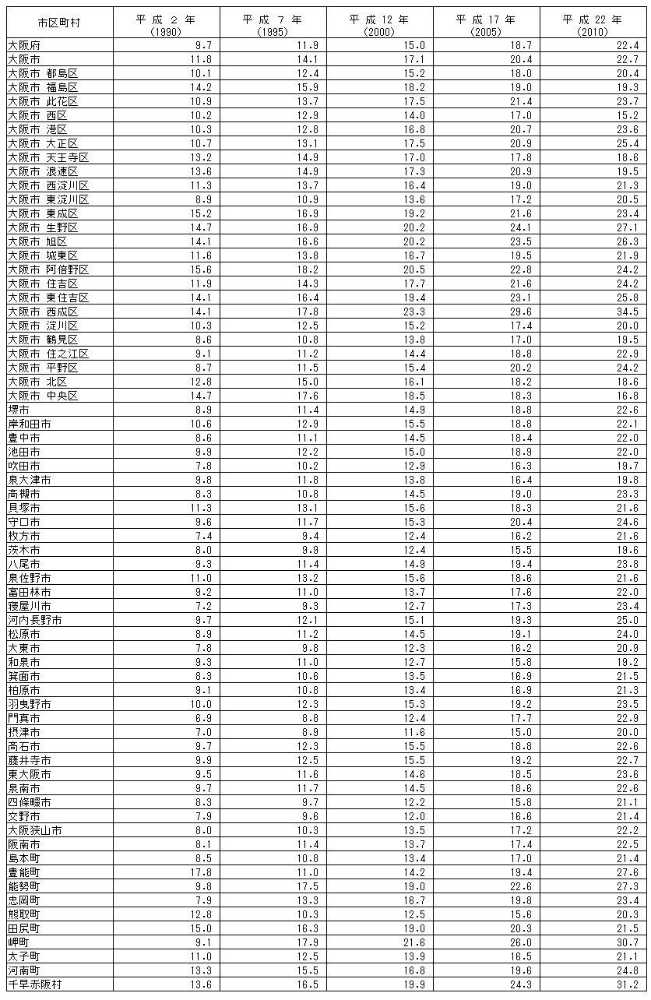 市区町村 平 成 2 年 平 成 7 年 平 成 12 年 平 成 17 年 平 成 22 年
(1990) (1995) (2000) (2005) (2010)
大阪府 9.7 11.9 15.0 18.7 22.4
大阪市 11.8 14.1 17.1 20.4 22.7
大阪市 都島区 10.1 12.4 15.2 18.0 20.4
大阪市 福島区 14.2 15.9 18.2 19.0 19.3
大阪市 此花区 10.9 13.7 17.5 21.4 23.7
大阪市 西区 10.2 12.9 14.0 17.0 15.2
大阪市 港区 10.3 12.8 16.8 20.7 23.6
大阪市 大正区 10.7 13.1 17.5 20.9 25.4
大阪市 天王寺区 13.2 14.9 17.0 17.8 18.6
大阪市 浪速区 13.6 14.9 17.3 20.9 19.5
大阪市 西淀川区 11.3 13.7 16.4 19.0 21.3
大阪市 東淀川区 8.9 10.9 13.6 17.2 20.5
大阪市 東成区 15.2 16.9 19.2 21.6 23.4
大阪市 生野区 14.7 16.9 20.2 24.1 27.1
大阪市 旭区 14.1 16.6 20.2 23.5 26.3
大阪市 城東区 11.6 13.8 16.7 19.5 21.9
大阪市 阿倍野区 15.6 18.2 20.5 22.8 24.2
大阪市 住吉区 11.9 14.3 17.7 21.6 24.2
大阪市 東住吉区 14.1 16.4 19.4 23.1 25.8
大阪市 西成区 14.1 17.8 23.3 29.6 34.5
大阪市 淀川区 10.3 12.5 15.2 17.4 20.0
大阪市 鶴見区 8.6 10.8 13.8 17.0 19.5
大阪市 住之江区 9.1 11.2 14.4 18.8 22.9
大阪市 平野区 8.7 11.5 15.4 20.2 24.2
大阪市 北区 12.8 15.0 16.1 18.2 18.6
大阪市 中央区 14.7 17.6 18.5 18.3 16.8
堺市 8.9 11.4 14.9 18.8 22.6
岸和田市 10.6 12.9 15.5 18.8 22.1
豊中市 8.6 11.1 14.5 18.4 22.0
池田市 9.9 12.2 15.0 18.9 22.0
吹田市 7.8 10.2 12.9 16.3 19.7
泉大津市 9.8 11.8 13.8 16.4 19.8
高槻市 8.3 10.8 14.5 19.0 23.3
貝塚市 11.3 13.1 15.6 18.3 21.6
守口市 9.6 11.7 15.3 20.4 24.6
枚方市 7.4 9.4 12.4 16.2 21.6
茨木市 8.0 9.9 12.4 15.5 19.6
八尾市 9.3 11.4 14.9 19.4 23.8
泉佐野市 11.0 13.2 15.6 18.6 21.6
富田林市 9.2 11.0 13.7 17.6 22.0
寝屋川市 7.2 9.3 12.7 17.3 23.4
河内長野市 9.7 12.1 15.1 19.3 25.0
松原市 8.9 11.2 14.5 19.1 24.0
大東市 7.8 9.8 12.3 16.2 20.9
和泉市 9.3 11.0 12.7 15.8 19.2
箕面市 8.3 10.6 13.5 16.9 21.5
柏原市 9.1 10.8 13.4 16.9 21.3
羽曳野市 10.0 12.3 15.3 19.2 23.5
門真市 6.9 8.8 12.4 17.7 22.9
摂津市 7.0 8.9 11.6 15.0 20.0
高石市 9.7 12.3 15.5 18.8 22.6
藤井寺市 9.9 12.5 15.5 19.2 22.7
東大阪市 9.5 11.6 14.6 18.5 23.6
泉南市 9.7 11.7 14.5 18.6 22.6
四條畷市 8.3 9.7 12.2 15.8 21.1
交野市 7.9 9.6 12.0 16.6 21.4
大阪狭山市 8.0 10.3 13.5 17.2 22.2
阪南市 8.1 11.4 13.7 17.4 22.5
島本町 8.5 10.8 13.4 17.0 21.4
豊能町 17.8 11.0 14.2 19.4 27.6
能勢町 9.8 17.5 19.0 22.6 27.3
忠岡町 7.9 13.3 16.7 19.8 23.4
熊取町 12.8 10.3 12.5 15.6 20.3
田尻町 15.0 16.3 19.0 20.3 21.5
岬町 9.1 17.9 21.6 26.0 30.7
太子町 11.0 12.5 13.9 16.5 21.1
河南町 13.3 15.5 16.8 19.6 24.8
千早赤阪村 13.6 16.5 19.9 24.3 31.2